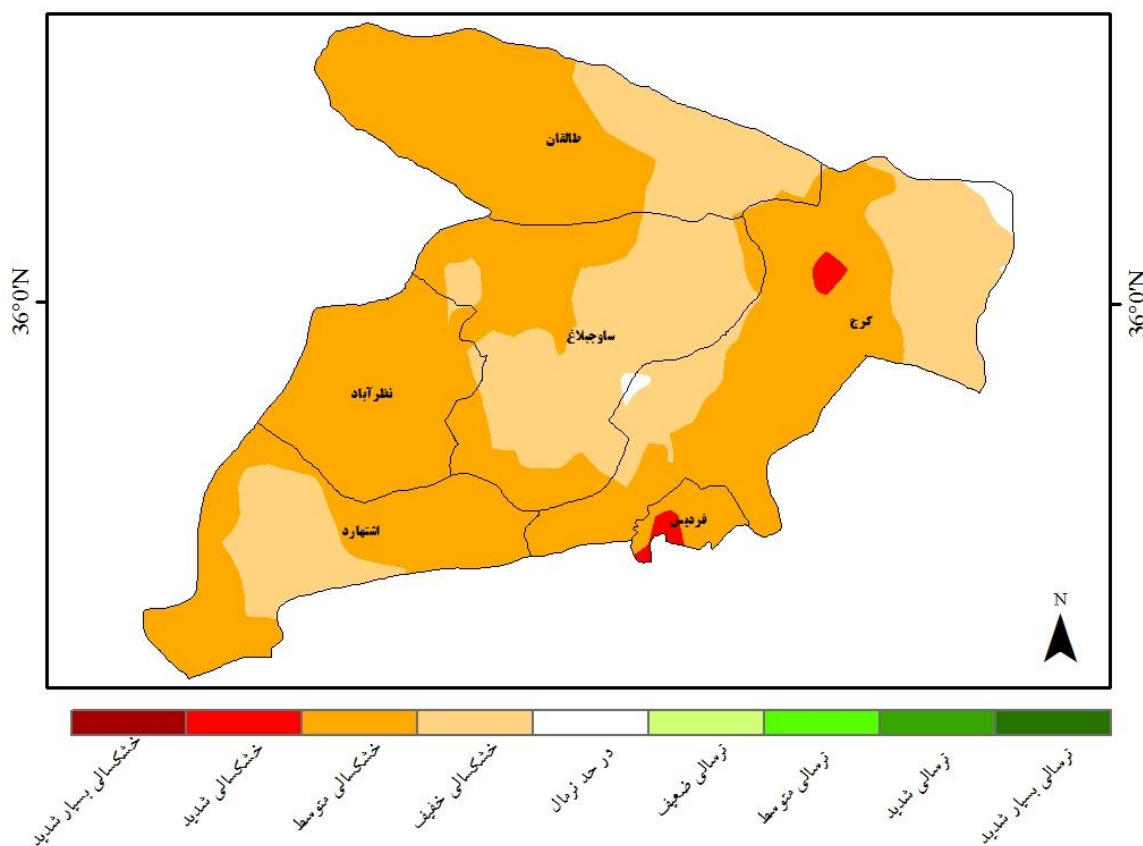 طالقان
36°0'N
36°0'N
کرج
ساوجبلاغ
نظرآباد
فردیس
اشتهارد
N
خشکسالی بسیار شدید
خشکسالی شدید
خشکسالی متوسط
خشکسالی خفیف
در حد نرمال
ترسالی ضعیف
ترسالی متوسط
ترسالی شدید
ترسالی بسیار شدید